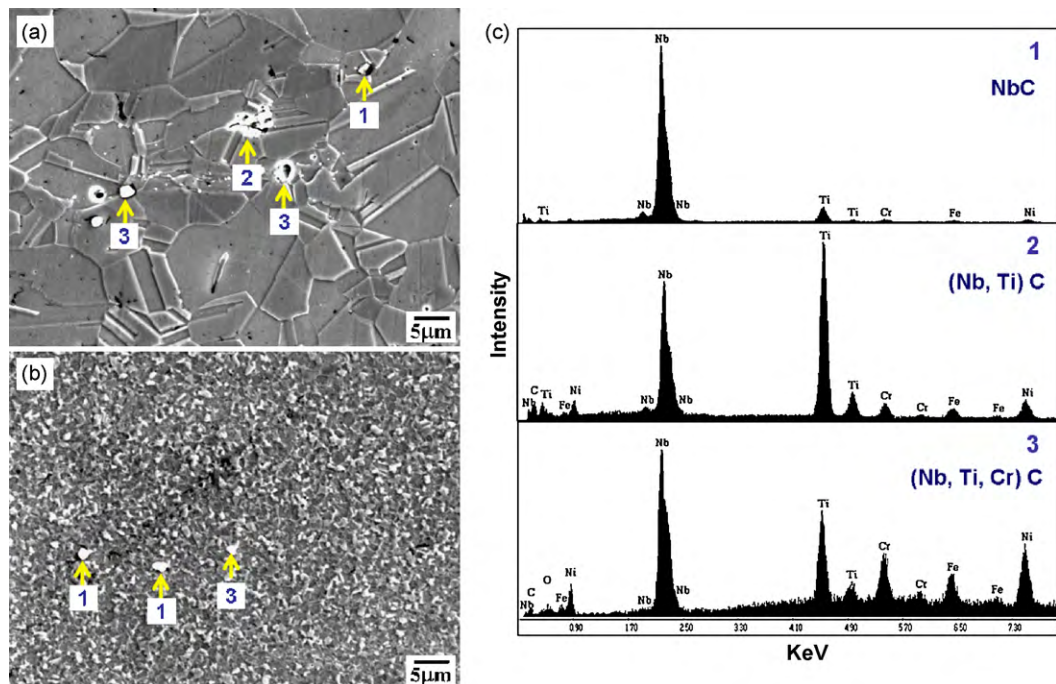 (a)
1
2
3
3
5μm
(b)
1
1
3
5μm
(c)
1
NbC
Nb
Ti
Nb
Nb
Ti
Ti
Cr
Fe
Ni
2
(Nb, Ti) C
Nb
Ti
Nb
C
Ti
Fe
Ni
Nb
Nb
Ti
Cr
Cr
Fe
Fe
Ni
3
(Nb, Ti, Cr) C
Nb
Ti
Nb
C
O
Fe
Ni
Nb
Nb
Ti
Cr
Cr
Fe
Fe
Ni
Intensity
0.90 1.70 2.50 3.30 4.10 4.90 5.70 6.50 7.30
KeV